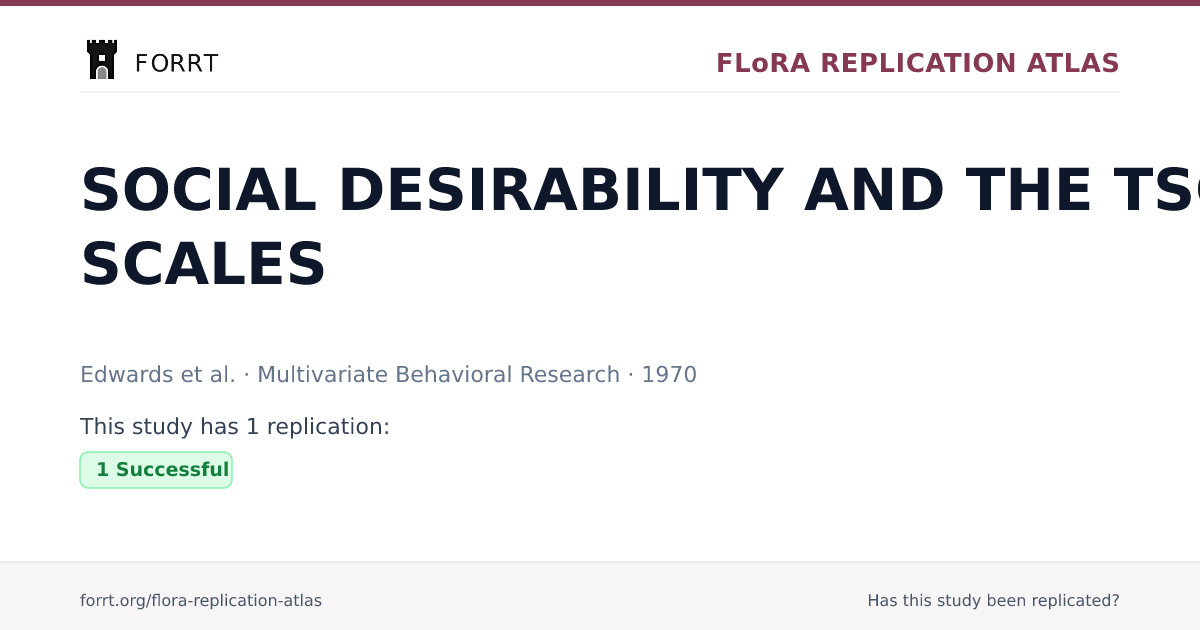 FORRT
FLoRA REPLICATION ATLAS
SOCIAL DESIRABILITY AND THE
SCALES
Edwards et al. · Multivariate Behavioral Research · 1970
This study has 1 replication:
1 Successful
forrt.org/flora-replication-atlas
Has this study been replicated?